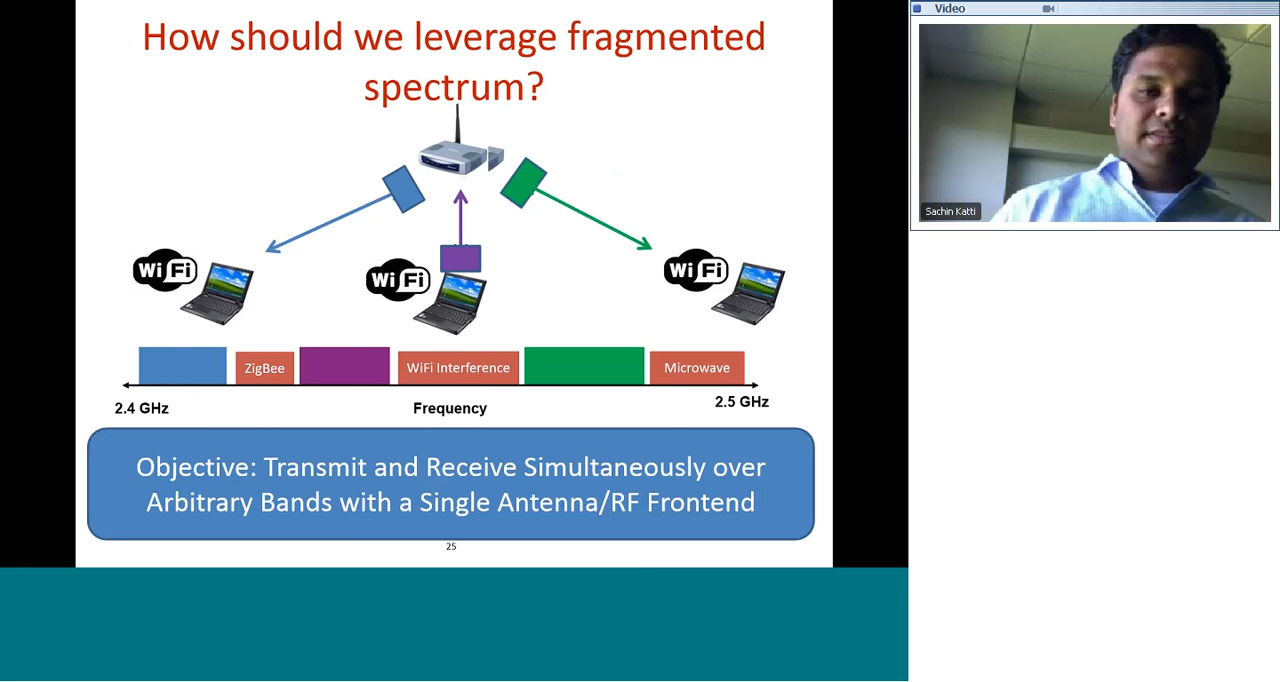 How should we leverage fragmented
spectrum?
WiFi
WiFi
WiFi
ZigBee
WiFi Interference
Microwave
2.4 GHz
Frequency
2.5 GHz
Objective: Transmit and Receive Simultaneously over
Arbitrary Bands with a Single Antenna/RF Frontend
25
Video
Sachin Katti